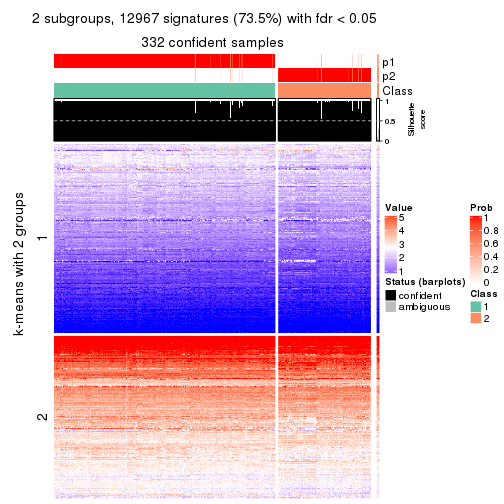 2 subgroups, 12967 signatures (73.5%) with fdr < 0.05
332 confident samples
p1
p2
Class
1
0.5
0
Silhouette
score
k-means with 2 groups
1
2
Value
5
4
3
2
1
Status (barplots)
confident
ambiguous
Prob
1
0.8
0.6
0.4
0.2
0
Class
1
2